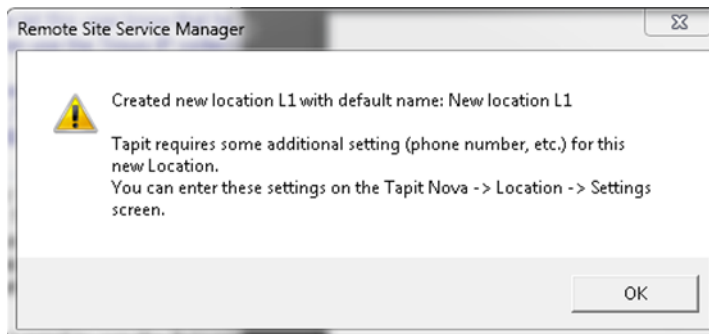 Remote Site Service Manager
Created new location L1 with default name: New location L1
Tapit requires some additional setting (phone number, etc.) for this
new Location.
You can enter these settings on the Tapit Nova -> Location -> Settings
screen.
OK